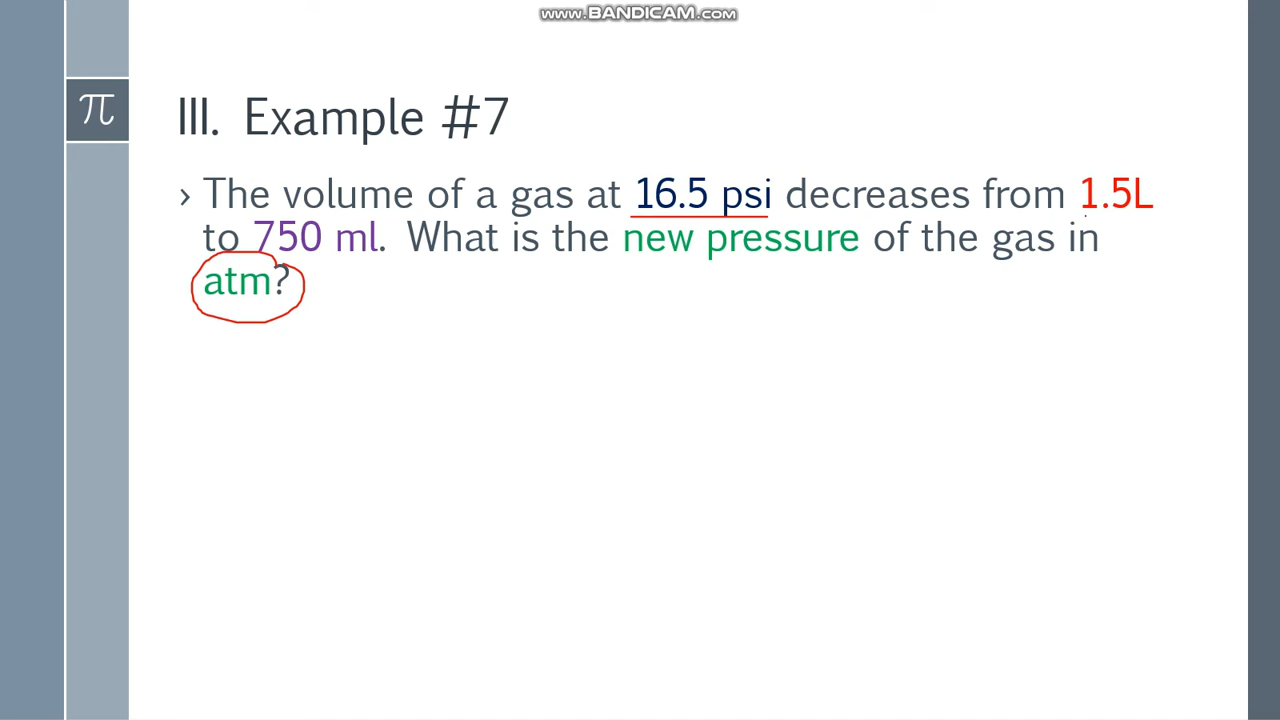 www.BANDICAM.com
π
III. Example #7
› The volume of a gas at 16.5 psi decreases from 1.5L
to 750 ml. What is the new pressure of the gas in
atm?